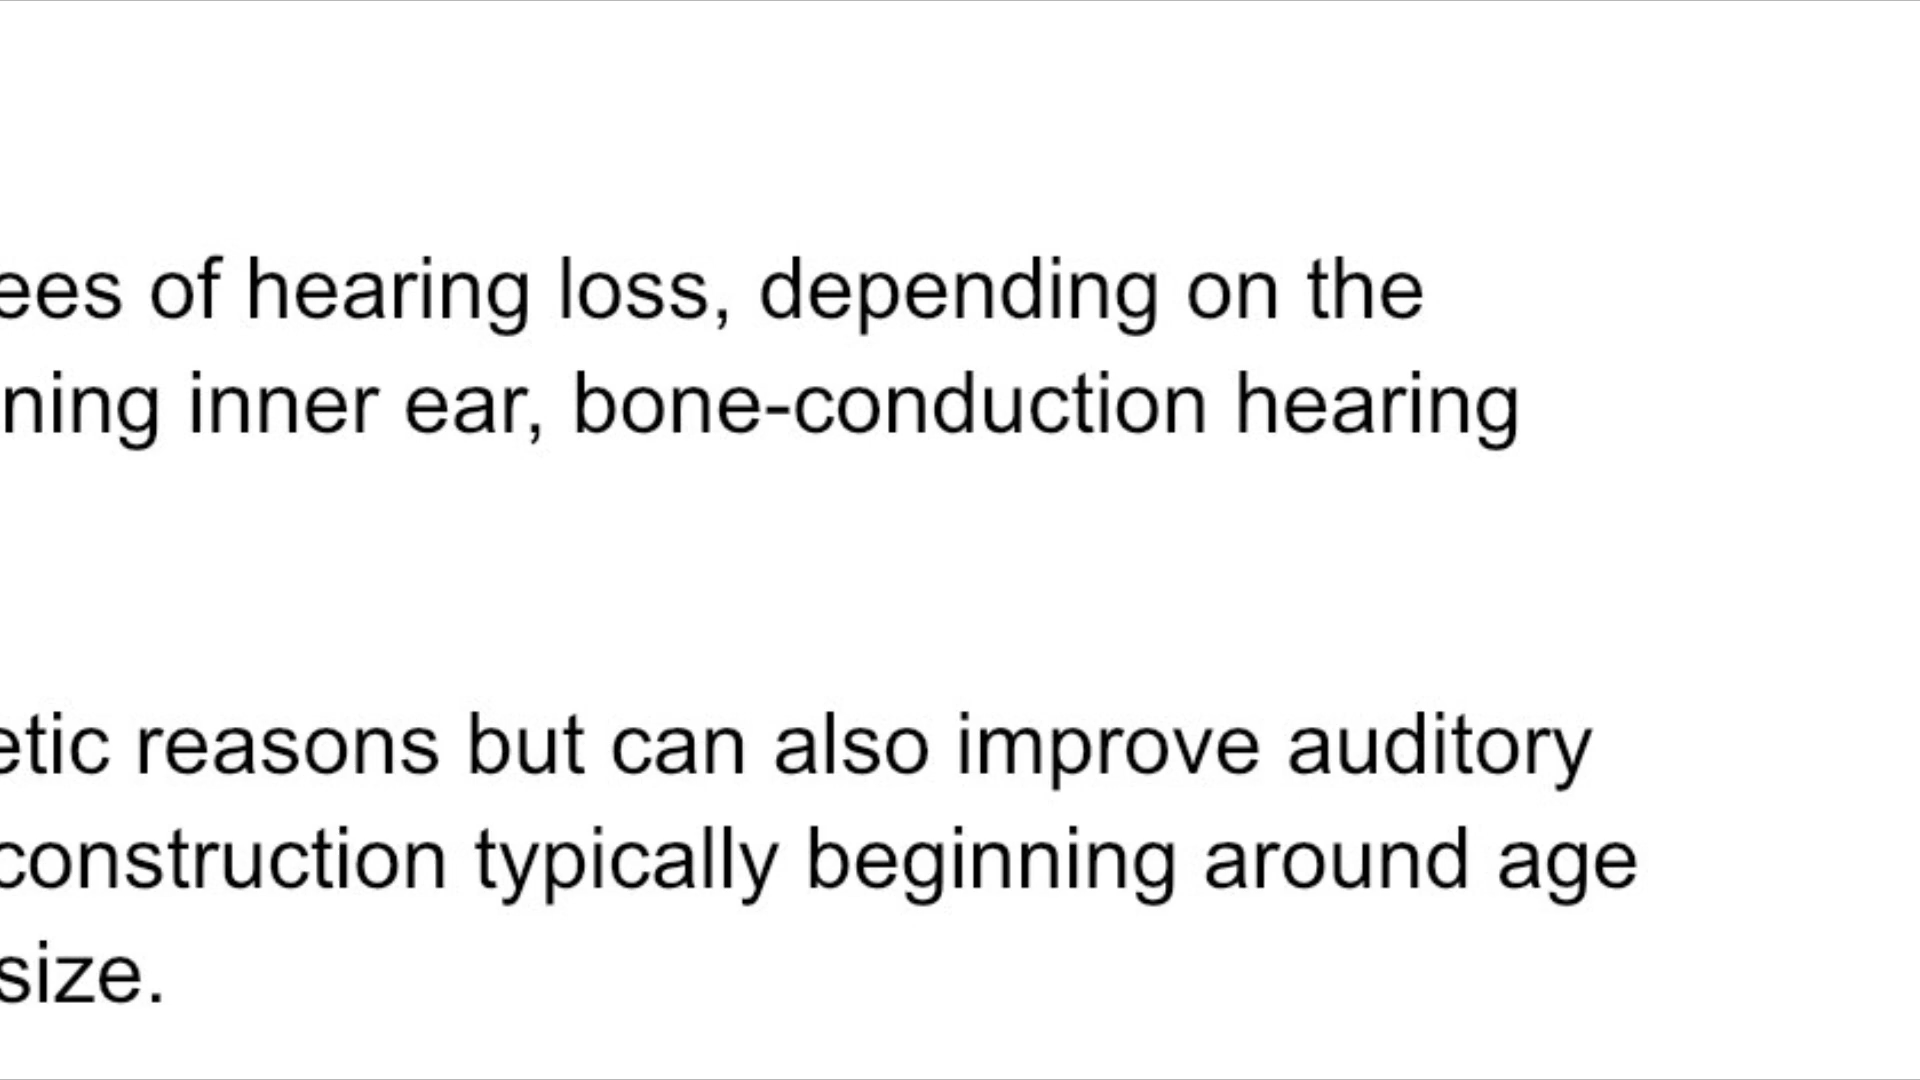 ees of hearing loss, depending on the
ning inner ear, bone-conduction hearing
etic reasons but can also improve auditory
construction typically beginning around age
size.